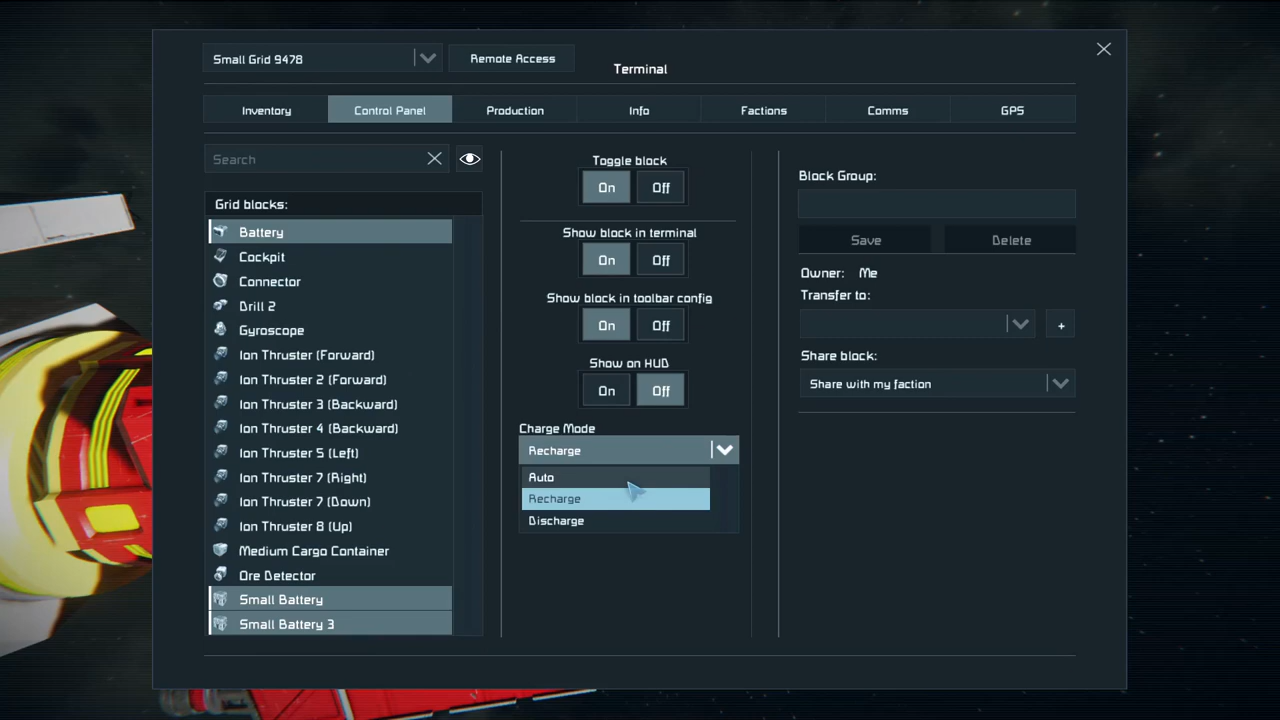 Small Grid 9478
Remote Access
Terminal
Inventory
Control Panel
Production
Info
Factions
Comms
GPS
Search
Grid blocks:
Battery
Cockpit
Connector
Drill 2
Gyroscope
Ion Thruster (Forward)
Ion Thruster 2 (Forward)
Ion Thruster 3 (Backward)
Ion Thruster 4 (Backward)
Ion Thruster 5 (Left)
Ion Thruster 7 (Right)
Ion Thruster 7 (Down)
Ion Thruster 8 (Up)
Medium Cargo Container
Ore Detector
Small Battery
Small Battery 3
Toggle block
On Off
Show block in terminal
On Off
Show block in toolbar config
On Off
Show on HUD
On Off
Charge Mode
Recharge
Auto
Recharge
Discharge
Block Group:
Save Delete
Owner: Me
Transfer to:
+
Share block:
Share with my faction